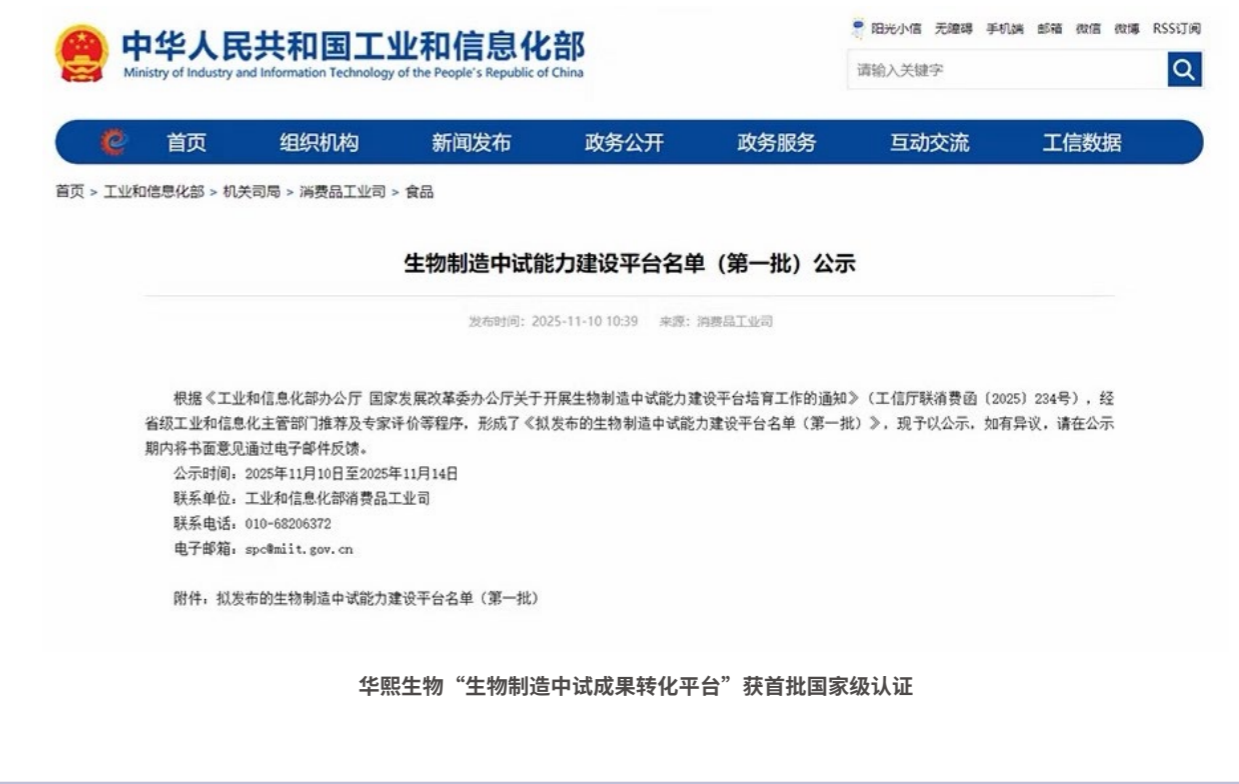 阳光小信 无障碍 手机端 邮箱 微信 微博 RSS订阅
中华人民共和国工业和信息化部
Ministry of Industry and Information Technology of the People's Republic of China
请输入关键字
首页 组织机构 新闻发布 政务公开 政务服务 互动交流 工信数据
首页 > 工业和信息化部 > 机关司局 > 消费品工业司 > 食品
生物制造中试能力建设平台名单（第一批）公示
发布时间：2025-11-10 10:39 来源：消费品工业司
根据《工业和信息化部办公厅 国家发展改革委办公厅关于开展生物制造中试能力建设平台培育工作的通知》（工信厅联消费函〔2025〕234号），经
省级工业和信息化主管部门推荐及专家评价等程序，形成了《拟发布的生物制造中试能力建设平台名单（第一批）》，现予以公示，如有异议，请在公示
期内将书面意见通过电子邮件反馈。
公示时间：2025年11月10日至2025年11月14日
联系单位：工业和信息化部消费品工业司
联系电话：010-68206372
电子邮箱：spc@miit.gov.cn
附件：拟发布的生物制造中试能力建设平台名单（第一批）
华熙生物“生物制造中试成果转化平台”获首批国家级认证